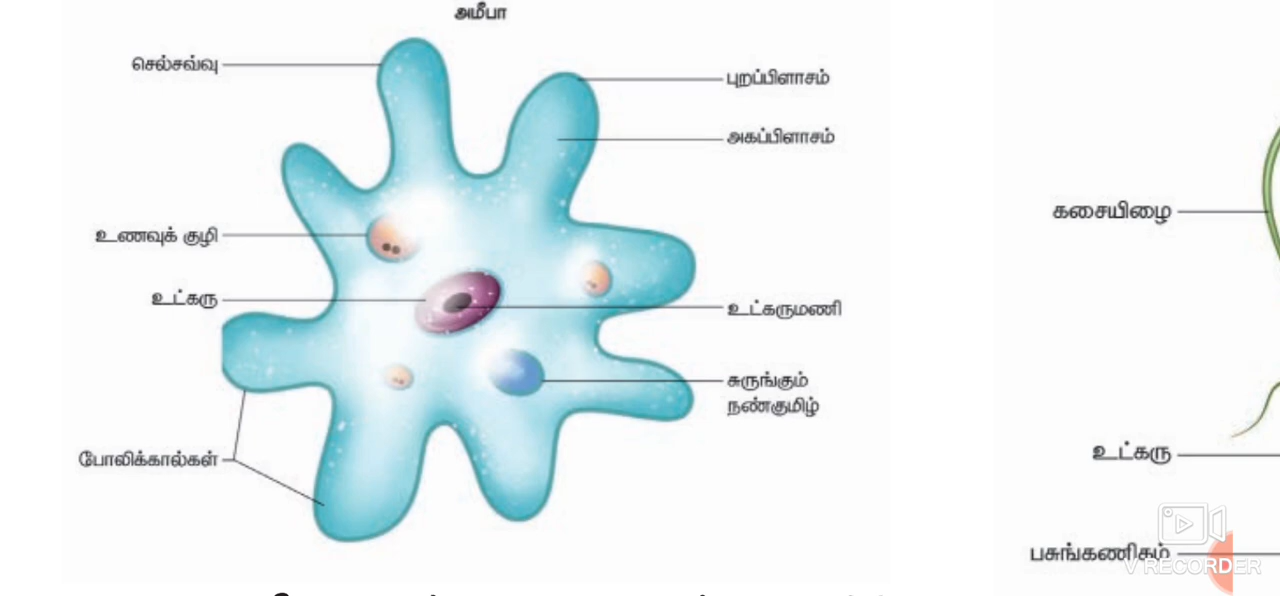 அமீபா
செல்சவ்வு
புறப்பிளாசம்
அகப்பிளாசம்
உணவுக் குழி
உட்கரு
உட்கருமணி
சுருங்கும்
நண்குமிழ்
போலிக்கால்கள்
கசையிழை
உட்கரு
பசுங்கணிகம்
V RECORDER